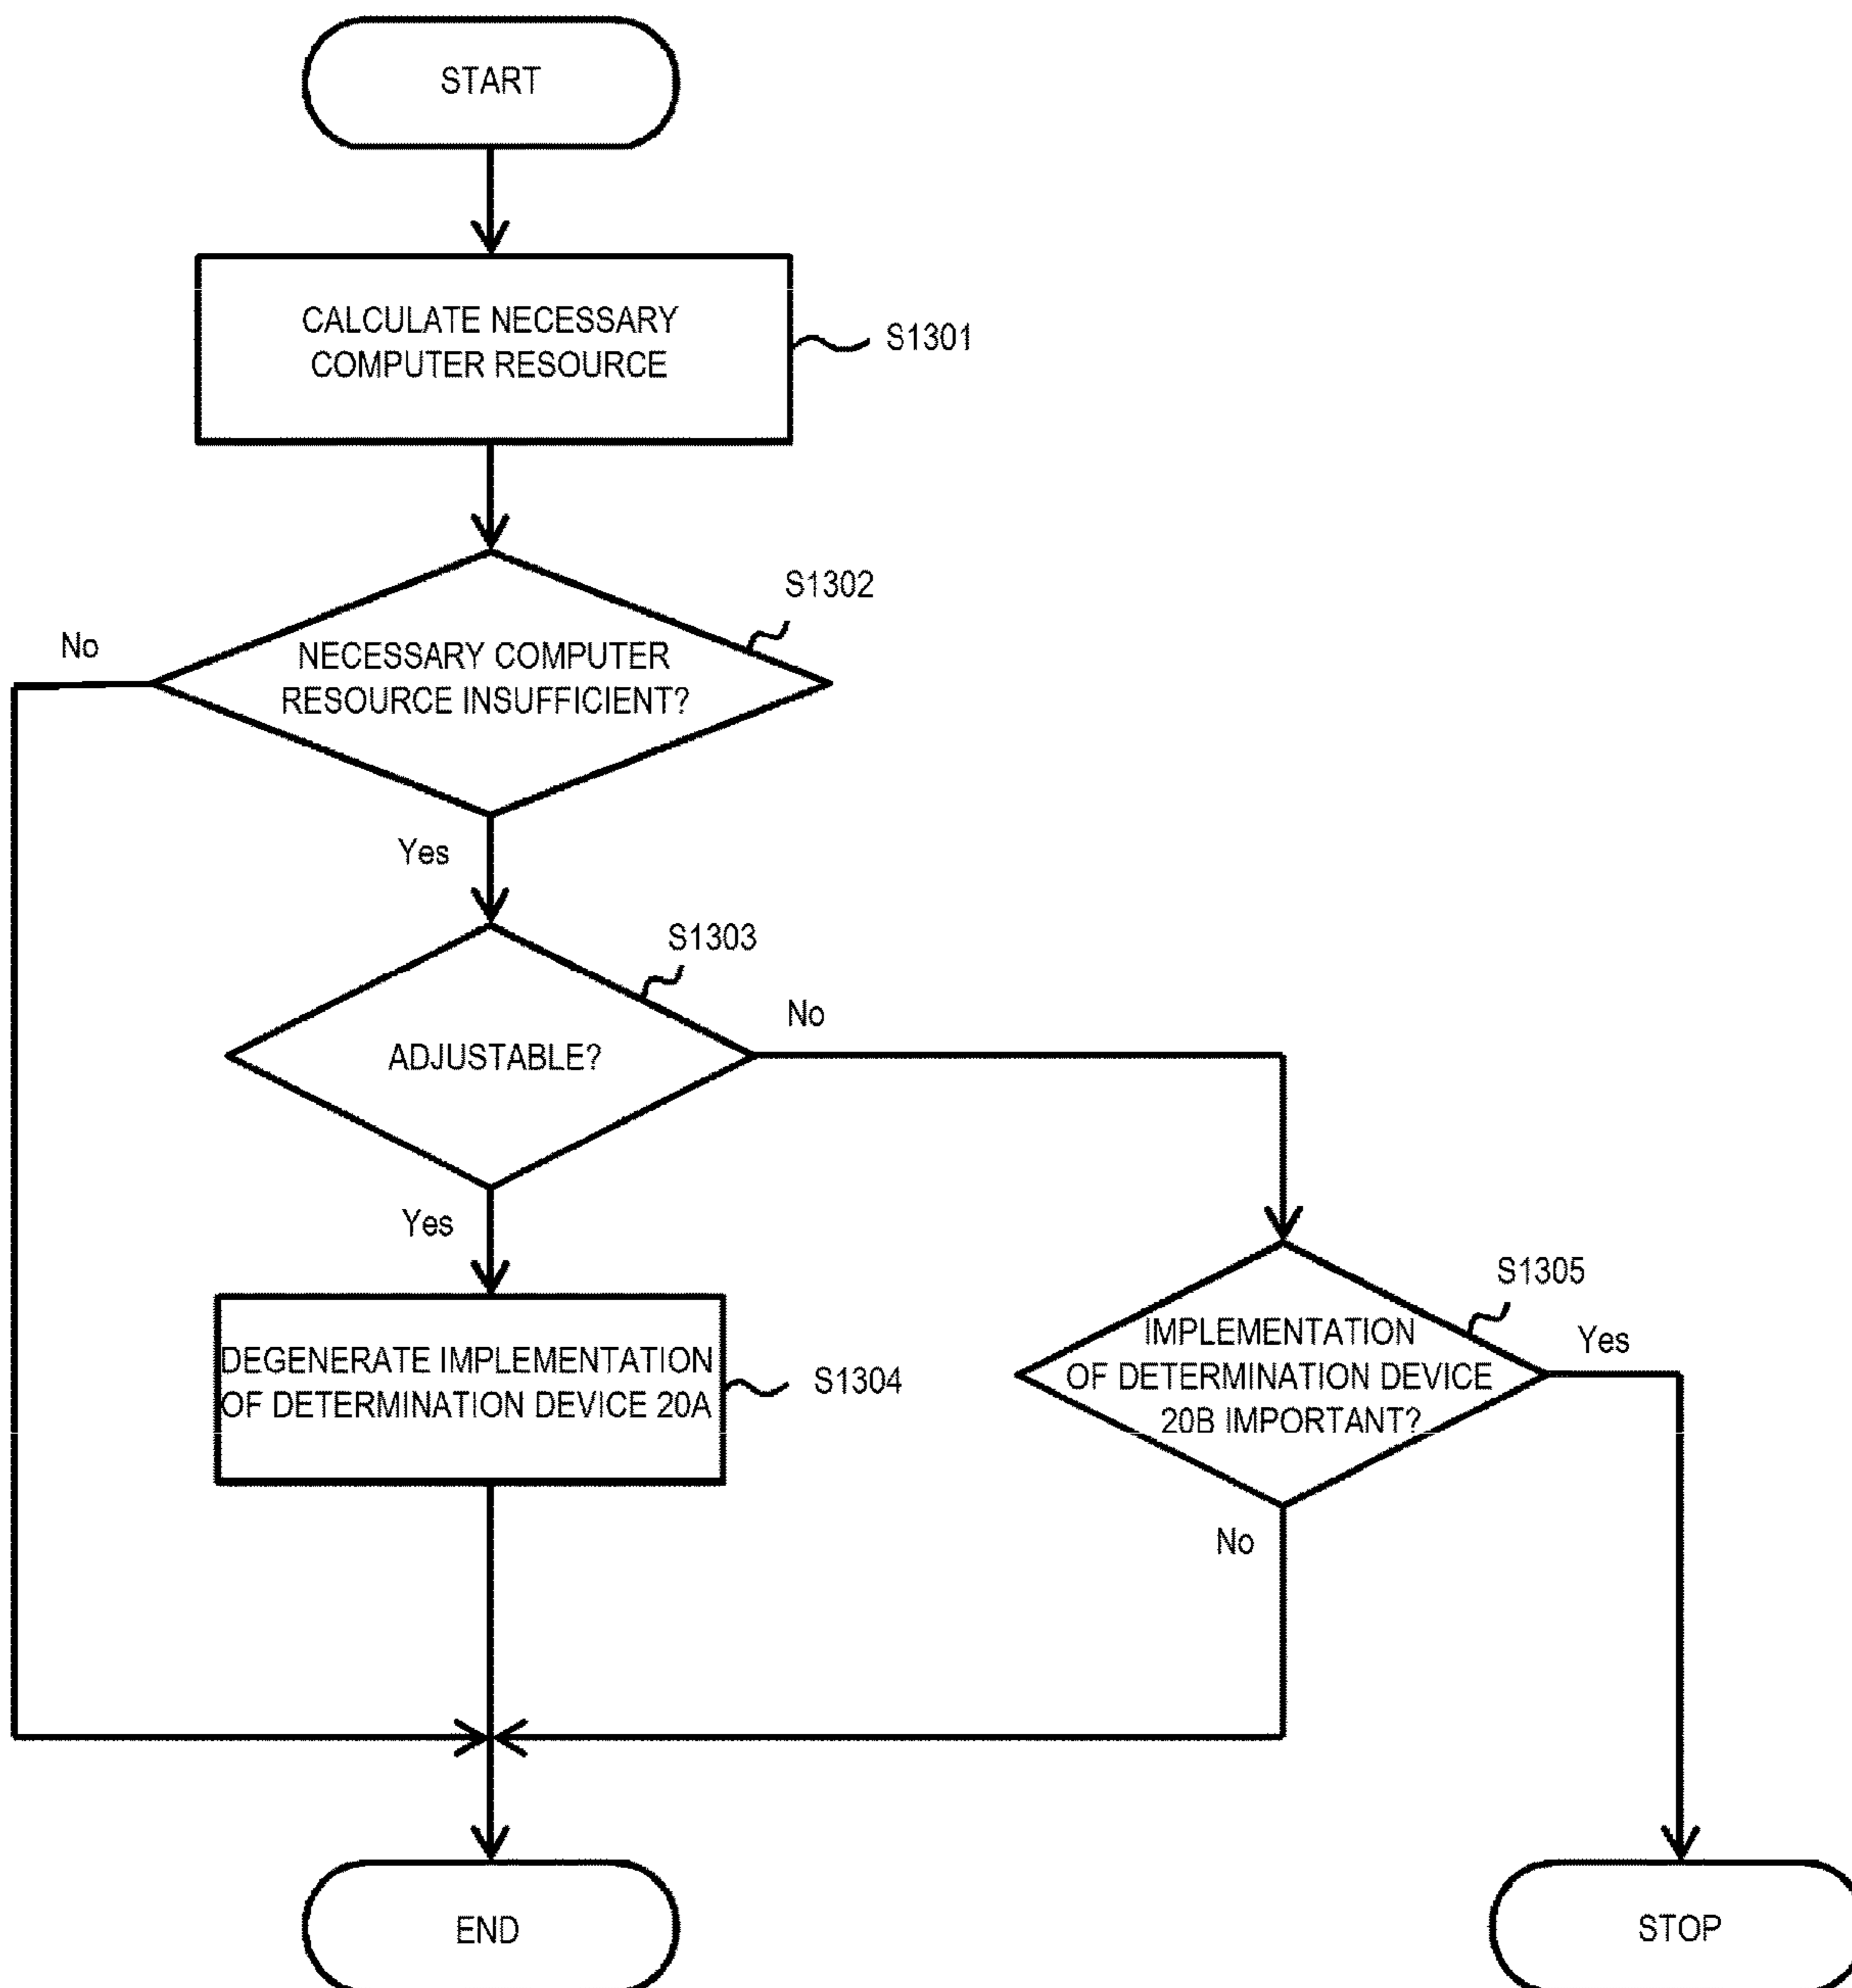 START
CALCULATE NECESSARY
COMPUTER RESOURCE
S1301
S1302
No
NECESSARY COMPUTER
RESOURCE INSUFFICIENT?
Yes
S1303
No
ADJUSTABLE?
Yes
S1305
IMPLEMENTATION
OF DETERMINATION DEVICE
20B IMPORTANT?
Yes
DEGENERATE IMPLEMENTATION
OF DETERMINATION DEVICE 20A
S1304
No
END
STOP